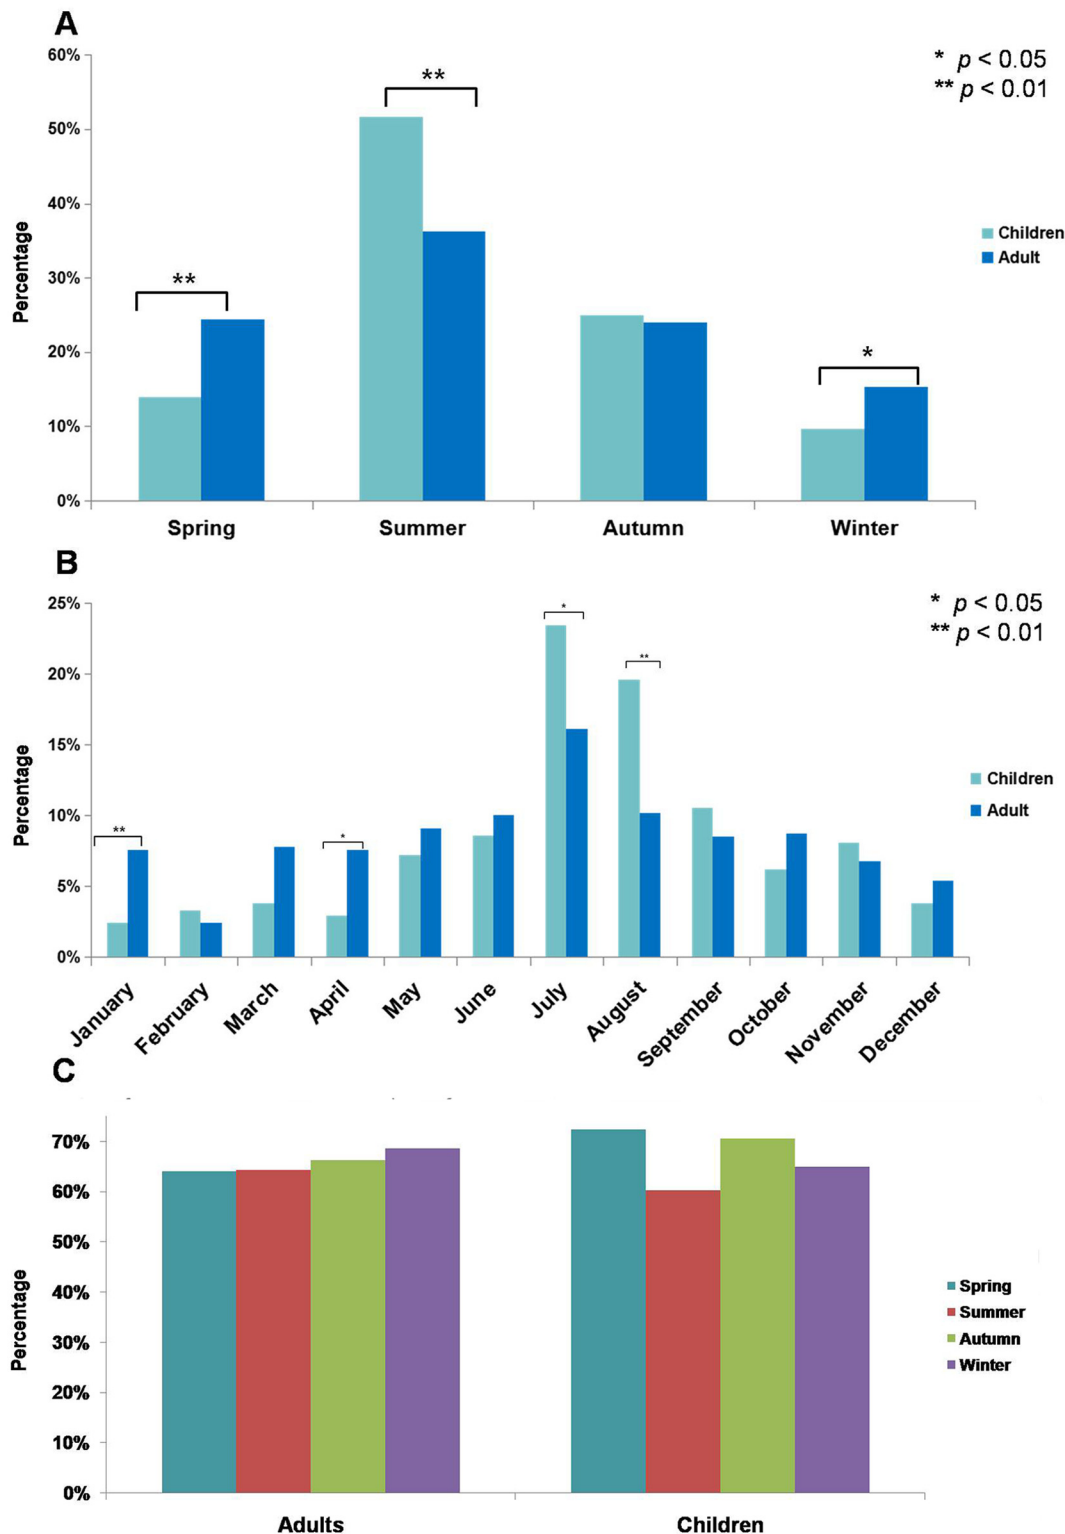 A
60%
* p < 0.05
** p < 0.01
**
50%
40%
Percentage
Children
Adult
30%
**
20%
*
10%
0%
Spring Summer Autumn Winter
B
25%
* p < 0.05
** p < 0.01
*
**
20%
15%
Percentage
Children
Adult
10%
**
*
5%
0%
January February March April May June July August September October November December
C
70%
60%
50%
40%
30%
20%
10%
0%
Percentage
Spring
Summer
Autumn
Winter
Adults Children